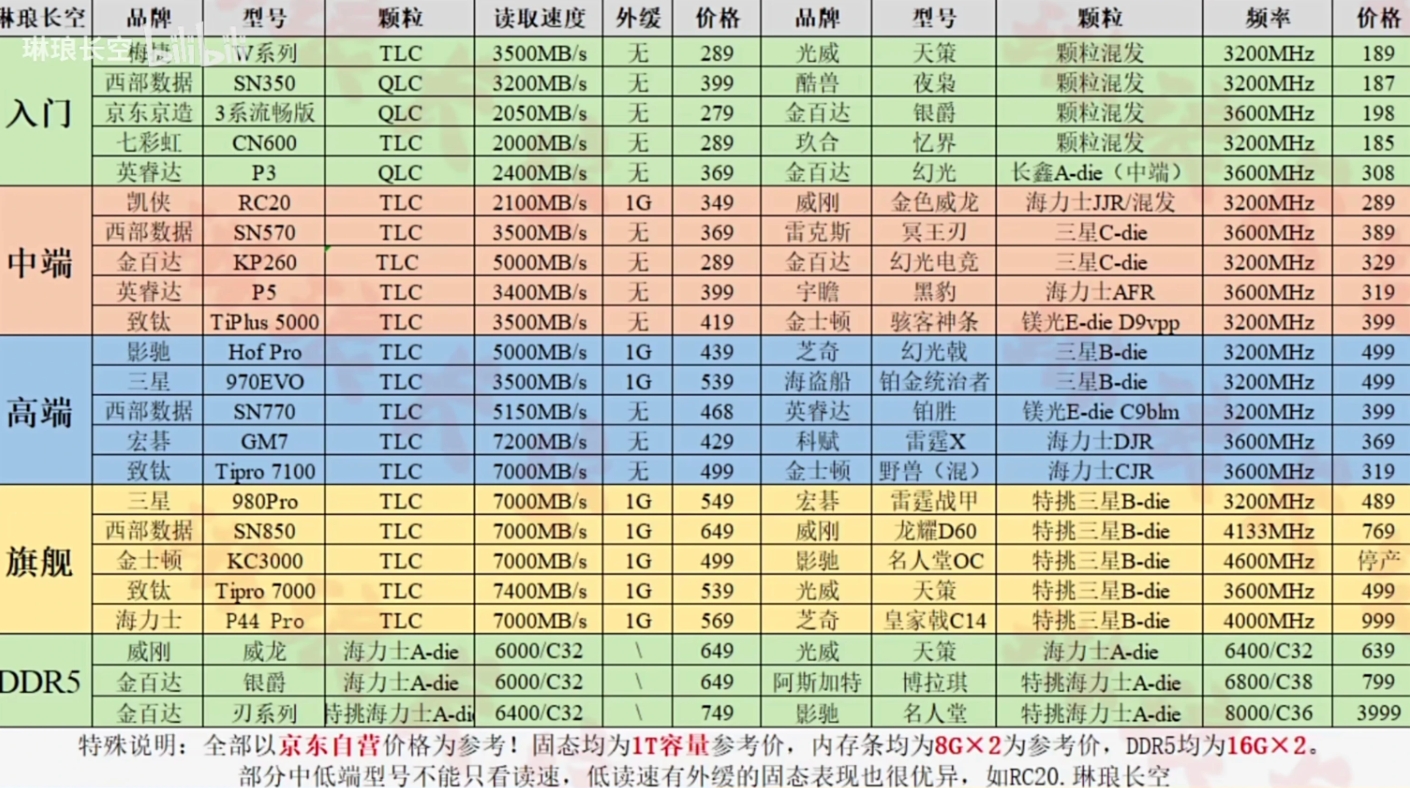 琳琅长空 品牌 型号 颗粒 读取速度 外缓 价格 品牌 型号 颗粒 频率 价格
琳琅长空 bilibili
入门
梅捷 W系列 TLC 3500MB/s 无 289 光威 天策 颗粒混发 3200MHz 189
西部数据 SN350 QLC 3200MB/s 无 399 酷兽 夜枭 颗粒混发 3200MHz 187
京东京造 3系流畅版 QLC 2050MB/s 无 279 金百达 银爵 颗粒混发 3600MHz 198
七彩虹 CN600 TLC 2000MB/s 无 289 玖合 忆界 颗粒混发 3200MHz 185
英睿达 P3 QLC 2400MB/s 无 369 金百达 幻光 长鑫A-die（中端） 3600MHz 308
中端
凯侠 RC20 TLC 2100MB/s 1G 349 威刚 金色威龙 海力士JJR/混发 3200MHz 289
西部数据 SN570 TLC 3500MB/s 无 369 雷克斯 冥王刃 三星C-die 3600MHz 389
金百达 KP260 TLC 5000MB/s 无 289 金百达 幻光电竞 三星C-die 3600MHz 329
英睿达 P5 TLC 3400MB/s 无 399 宇瞻 黑豹 海力士AFR 3600MHz 319
致钛 TiPlus 5000 TLC 3500MB/s 无 419 金士顿 骇客神条 镁光E-die D9vpp 3200MHz 399
高端
影驰 Hof Pro TLC 5000MB/s 1G 439 芝奇 幻光戟 三星B-die 3200MHz 499
三星 970EVO TLC 3500MB/s 1G 539 海盗船 铂金统治者 三星B-die 3200MHz 499
西部数据 SN770 TLC 5150MB/s 无 468 英睿达 铂胜 镁光E-die C9blm 3200MHz 399
宏碁 GM7 TLC 7200MB/s 无 429 科赋 雷霆X 海力士DJR 3600MHz 369
致钛 Tipro 7100 TLC 7000MB/s 无 499 金士顿 野兽（混） 海力士CJR 3600MHz 319
旗舰
三星 980Pro TLC 7000MB/s 1G 549 宏碁 雷霆战甲 特挑三星B-die 3200MHz 489
西部数据 SN850 TLC 7000MB/s 1G 649 威刚 龙耀D60 特挑三星B-die 4133MHz 769
金士顿 KC3000 TLC 7000MB/s 1G 499 影驰 名人堂OC 特挑三星B-die 4600MHz 停产
致钛 Tipro 7000 TLC 7400MB/s 1G 539 光威 天策 特挑三星B-die 3600MHz 499
海力士 P44 Pro TLC 7000MB/s 1G 569 芝奇 皇家戟C14 特挑三星B-die 4000MHz 999
DDR5
威刚 威龙 海力士A-die 6000/C32 \ 649 光威 天策 海力士A-die 6400/C32 639
金百达 银爵 海力士A-die 6000/C32 \ 649 阿斯加特 博拉琪 特挑海力士A-die 6800/C38 799
金百达 刃系列 特挑海力士A-di 6400/C32 \ 749 影驰 名人堂 特挑海力士A-die 8000/C36 3999
特殊说明：全部以京东自营价格为参考！固态均为1T容量参考价，内存条均为8G×2为参考价，DDR5均为16G×2。
部分中低端型号不能只看读速，低读速有外缓的固态表现也很优异，如RC20.琳琅长空